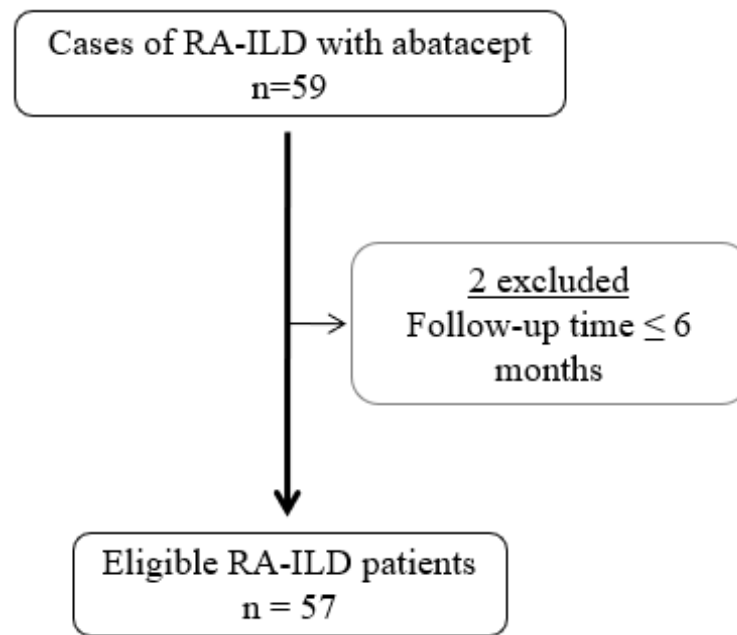 Cases of RA-ILD with abatacept
n=59
2 excluded
Follow-up time ≤ 6
months
Eligible RA-ILD patients
n = 57